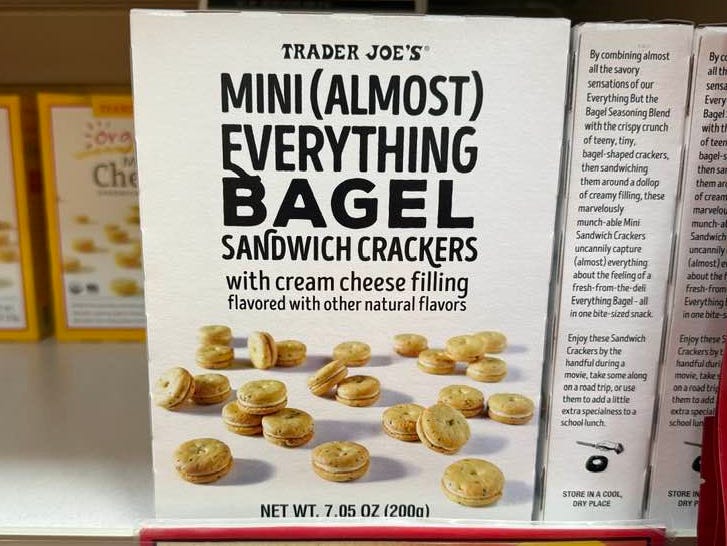 TRADER JOE'S®
MINI (ALMOST)
EVERYTHING
BAGEL
SANDWICH CRACKERS
with cream cheese filling
flavored with other natural flavors
NET WT. 7.05 OZ (200g)
By combining almost
all the savory
sensations of our
Everything But the
Bagel Seasoning Blend
with the crispy crunch
of teeny, tiny,
bagel-shaped crackers,
then sandwiching
them around a dollop
of creamy filling, these
marvelously
munch-able Mini
Sandwich Crackers
uncannily capture
(almost) everything
about the feeling of a
fresh-from-the-deli
Everything Bagel - all
in one bite-sized snack.
Enjoy these Sandwich
Crackers by the
handful during a
movie, take some along
on a road trip, or use
them to add a little
extra specialness to a
school lunch.
STORE IN A COOL,
DRY PLACE